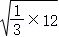 √(1/3 × 12)